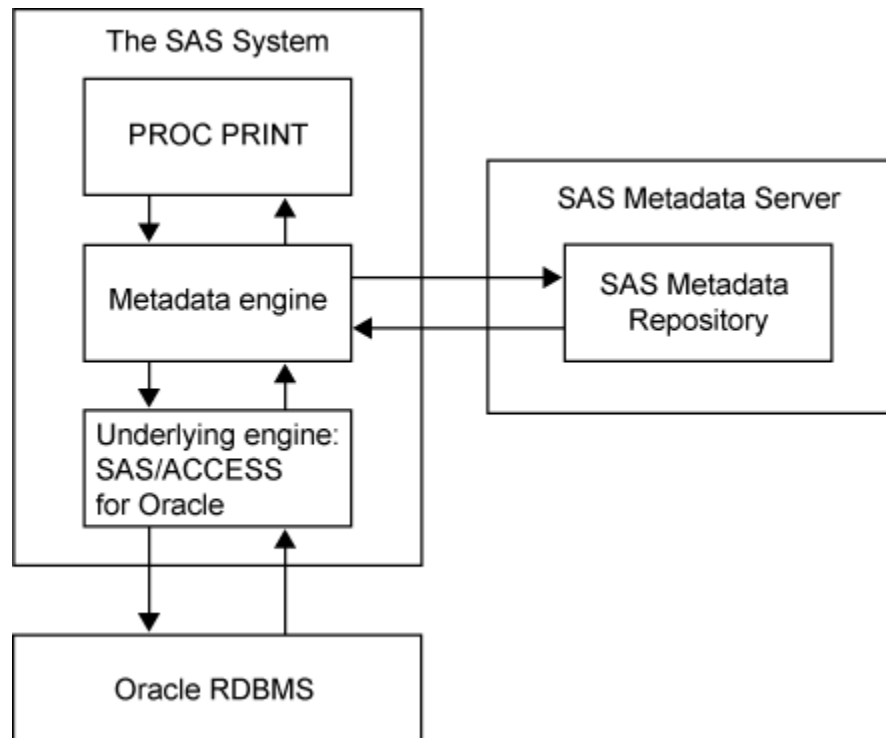 The SAS System
PROC PRINT
SAS Metadata Server
Metadata engine
SAS Metadata
Repository
Underlying engine:
SAS/ACCESS
for Oracle
Oracle RDBMS